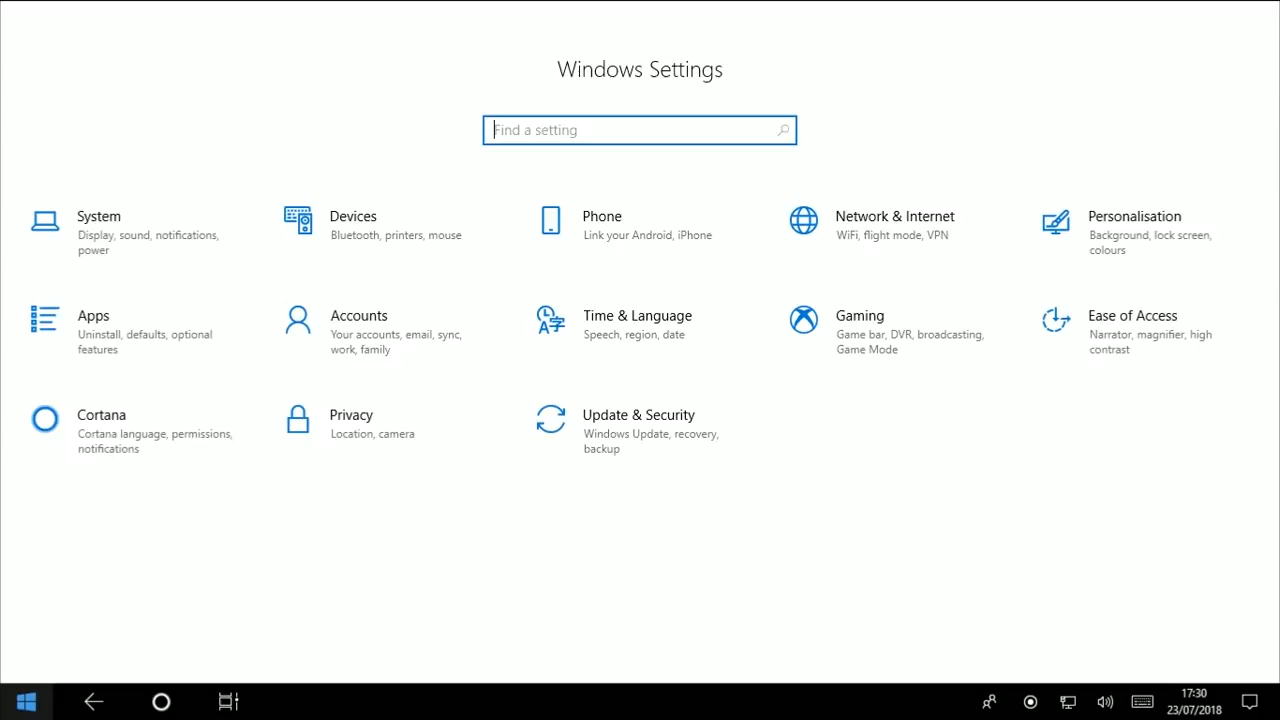 Windows Settings
Find a setting
System
Display, sound, notifications,
power
Devices
Bluetooth, printers, mouse
Phone
Link your Android, iPhone
Network & Internet
WiFi, flight mode, VPN
Personalisation
Background, lock screen,
colours
Apps
Uninstall, defaults, optional
features
Accounts
Your accounts, email, sync,
work, family
Time & Language
Speech, region, date
Gaming
Game bar, DVR, broadcasting,
Game Mode
Ease of Access
Narrator, magnifier, high
contrast
Cortana
Cortana language, permissions,
notifications
Privacy
Location, camera
Update & Security
Windows Update, recovery,
backup
17:30
23/07/2018